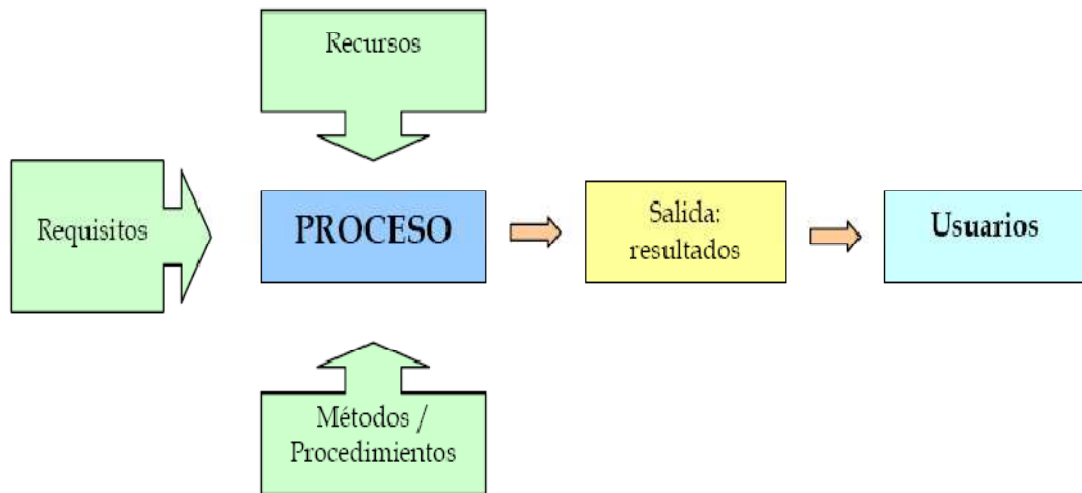 Recursos
Requisitos
PROCESO
Salida:
resultados
Usuarios
Métodos /
Procedimientos